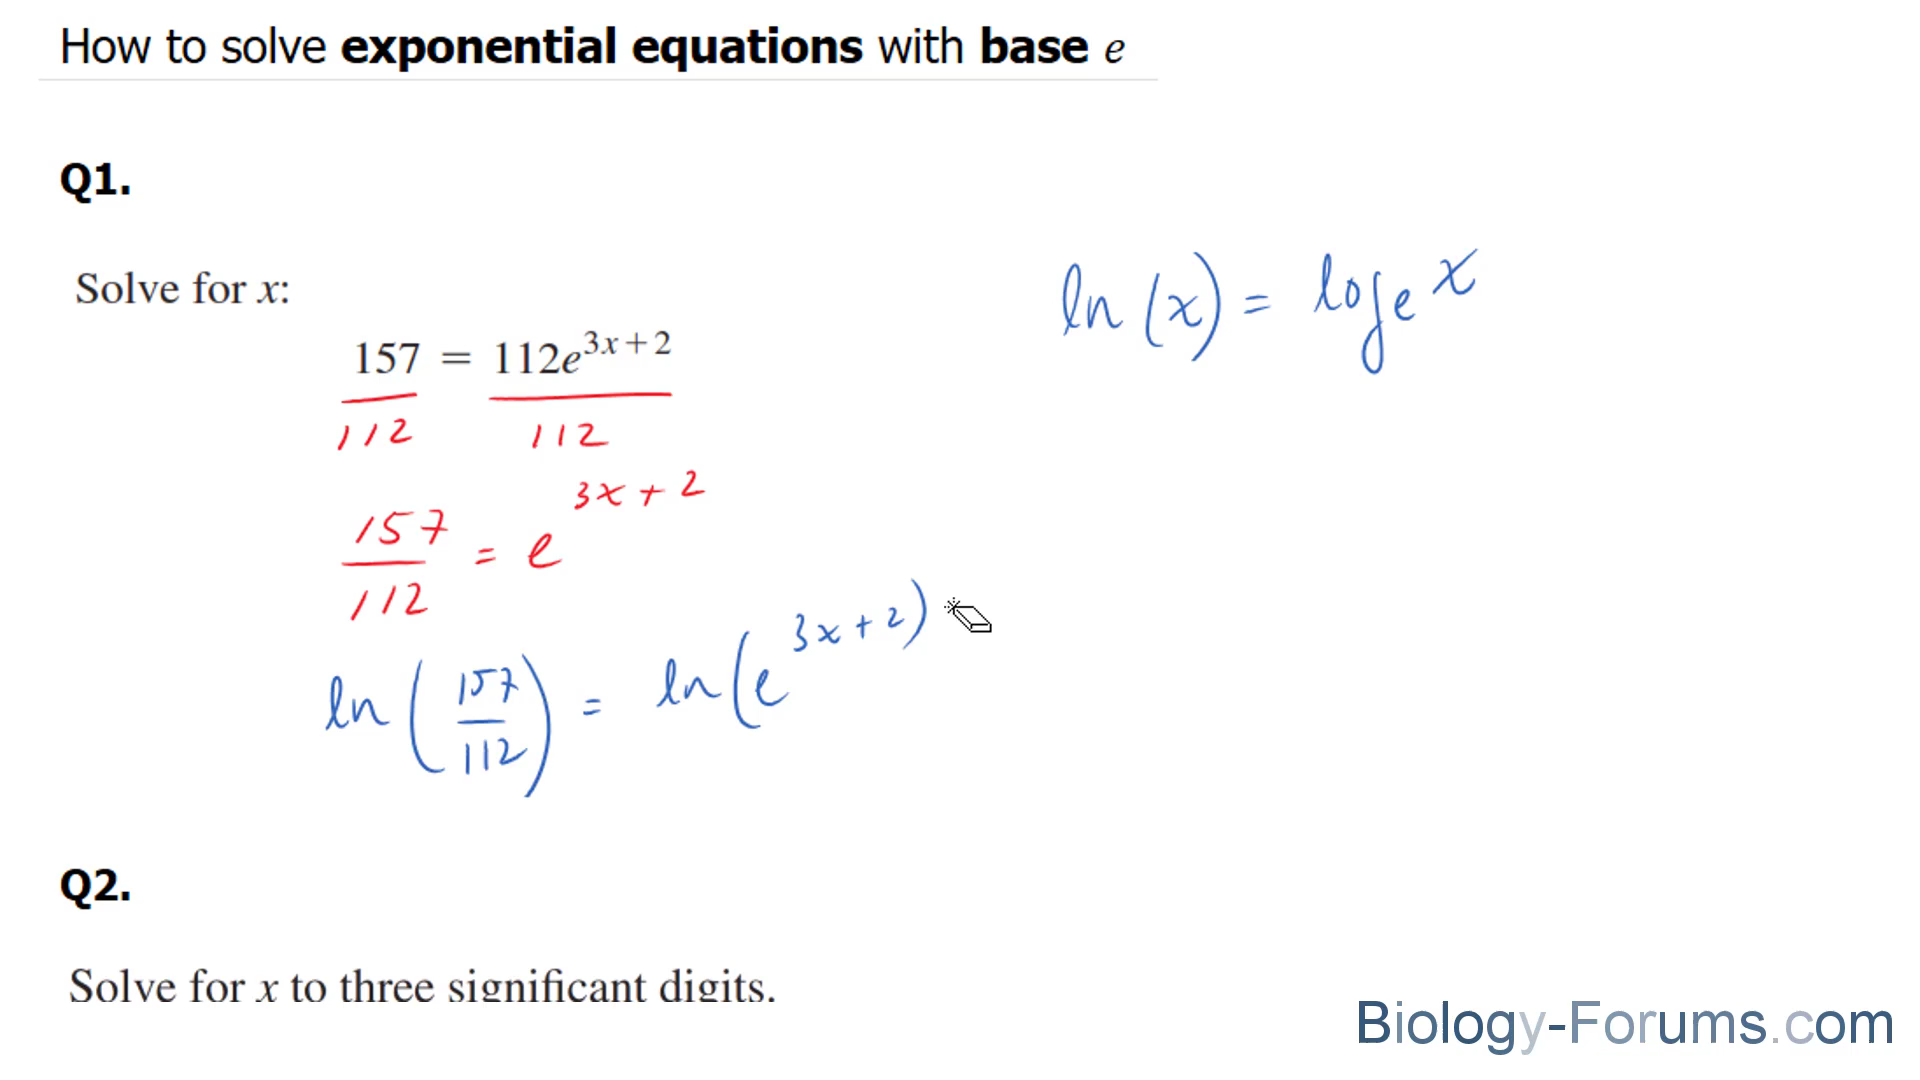 How to solve exponential equations with base e
Q1.
Solve for x:
157 = 112e^{3x+2}
112 112
157/112 = e^{3x+2}
ln(157/112) = ln(e^{3x+2})
ln(x) = log_e x
Q2.
Solve for x to three significant digits.
Biology-Forums.com